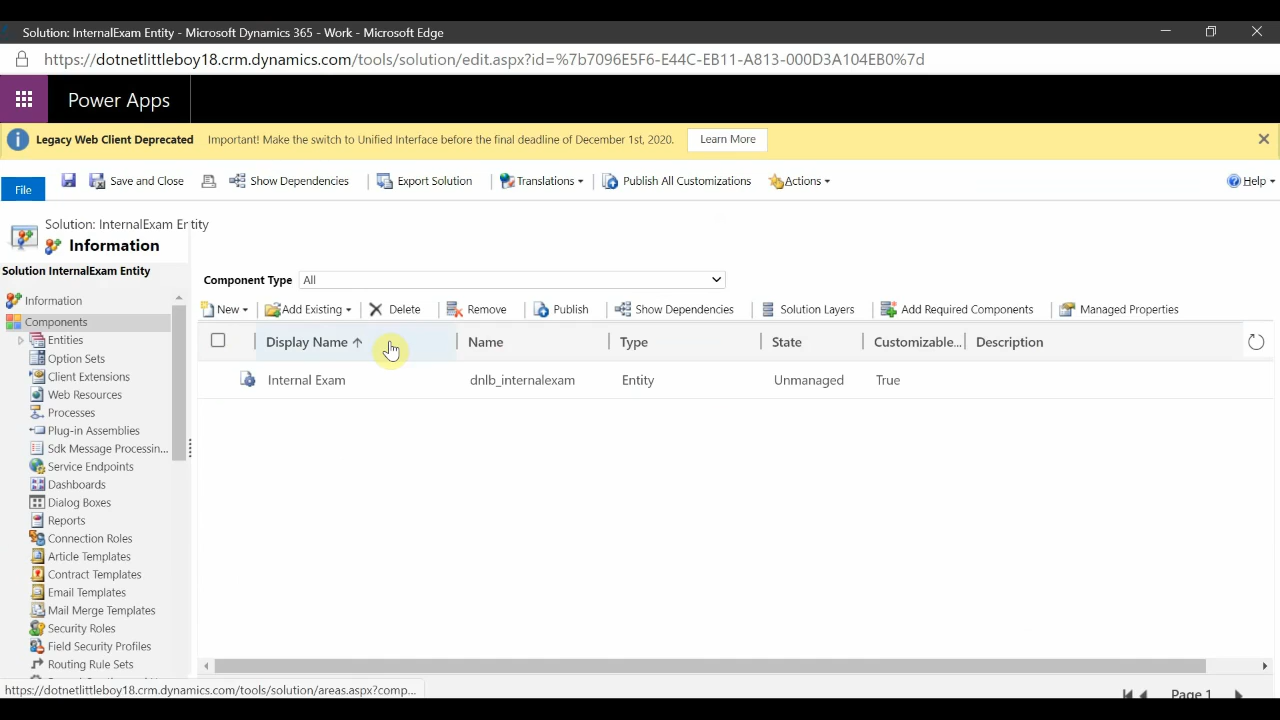 Solution: InternalExam Entity - Microsoft Dynamics 365 - Work - Microsoft Edge
https://dotnetlittleboy18.crm.dynamics.com/tools/solution/edit.aspx?id=%7b7096E5F6-E44C-EB11-A813-000D3A104EB0%7d
Power Apps
Legacy Web Client Deprecated Important! Make the switch to Unified Interface before the final deadline of December 1st, 2020. Learn More
File Save and Close Show Dependencies Export Solution Translations Publish All Customizations Actions Help
Solution: InternalExam Entity
Information
Solution InternalExam Entity
Component Type All
Information
New Add Existing Delete Remove Publish Show Dependencies Solution Layers Add Required Components Managed Properties
Components
Display Name Name Type State Customizable... Description
Entities
Option Sets
Internal Exam dnlb_internalexam Entity Unmanaged True
Client Extensions
Web Resources
Processes
Plug-in Assemblies
Sdk Message Processin...
Service Endpoints
Dashboards
Dialog Boxes
Reports
Connection Roles
Article Templates
Contract Templates
Email Templates
Mail Merge Templates
Security Roles
Field Security Profiles
Routing Rule Sets
https://dotnetlittleboy18.crm.dynamics.com/tools/solution/areas.aspx?comp...
Page 1